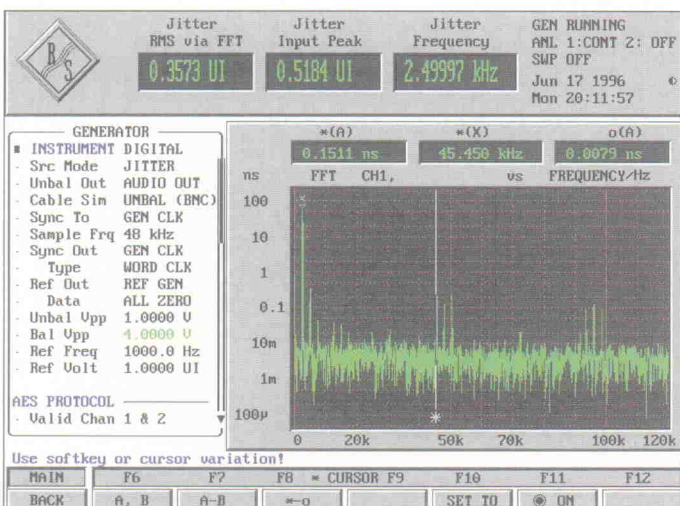 R S
Jitter RMS via FFT
0.3573 UI
Jitter Input Peak
0.5184 UI
Jitter Frequency
2.49997 kHz
GEN RUNNING
ANL 1:CONT 2: OFF
SWP OFF
Jun 17 1996
Mon 20:11:57
GENERATOR
INSTRUMENT DIGITAL
Src Mode JITTER
Unbal Out AUDIO OUT
Cable Sim UNBAL (BNC)
Sync To GEN CLK
Sample Frq 48 kHz
Sync Out GEN CLK
Type WORD CLK
Ref Out REF GEN
Data ALL ZERO
Unbal Vpp 1.0000 V
Bal Vpp 4.0000 V
Ref Freq 1000.0 Hz
Ref Volt 1.0000 UI
AES PROTOCOL
Valid Chan 1 & 2
*(A) *(X) o(A)
0.1511 ns 45.450 kHz 0.0079 ns
ns FFT CH1, vs FREQUENCY/Hz
100
10
1
0.1
10m
1m
100µ
0 20k 50k 70k 100k 120k
Use softkey or cursor variation!
MAIN F6 F7 F8 * CURSOR F9 F10 F11 F12
BACK A, B A-B *-o SET TO ON